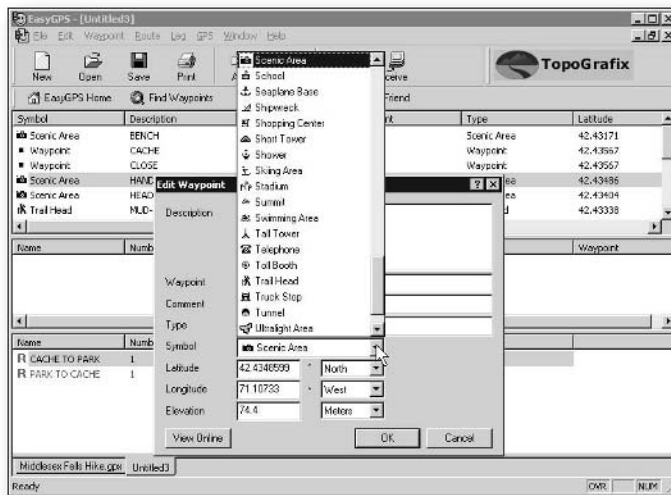 EasyGPS - [Untitled3]
File Edit Waypoint Route Leg GPS Window Help
New Open Save Print
TopoGrafix
EasyGPS Home Find Waypoints
Symbol Description Type Latitude
Scenic Area BENCH Scenic Area 42.43171
Waypoint CACHE Waypoint 42.43567
Waypoint CLOSE Waypoint 42.43567
Scenic Area 42.43486
Scenic Area 42.43404
Trail Head 42.43338
Name Waypoint
Name
R CACHE TO PARK 1
R PARK TO CACHE 1
Scenic Area
School
Seaplane Base
Shipwreck
Shopping Center
Short Tower
Shower
Skiing Area
Stadium
Summit
Swimming Area
Tall Tower
Telephone
Toll Booth
Trail Head
Truck Stop
Tunnel
Ultralight Area
Edit Waypoint
Description
Waypoint
Comment
Type
Symbol Scenic Area
Latitude 42.4348599 ° North
Longitude 71.10733 ° West
Elevation 74.4 Meters
View Online OK Cancel
Middlesex Fells Hike.gpx Untitled3
Ready OVR NUM